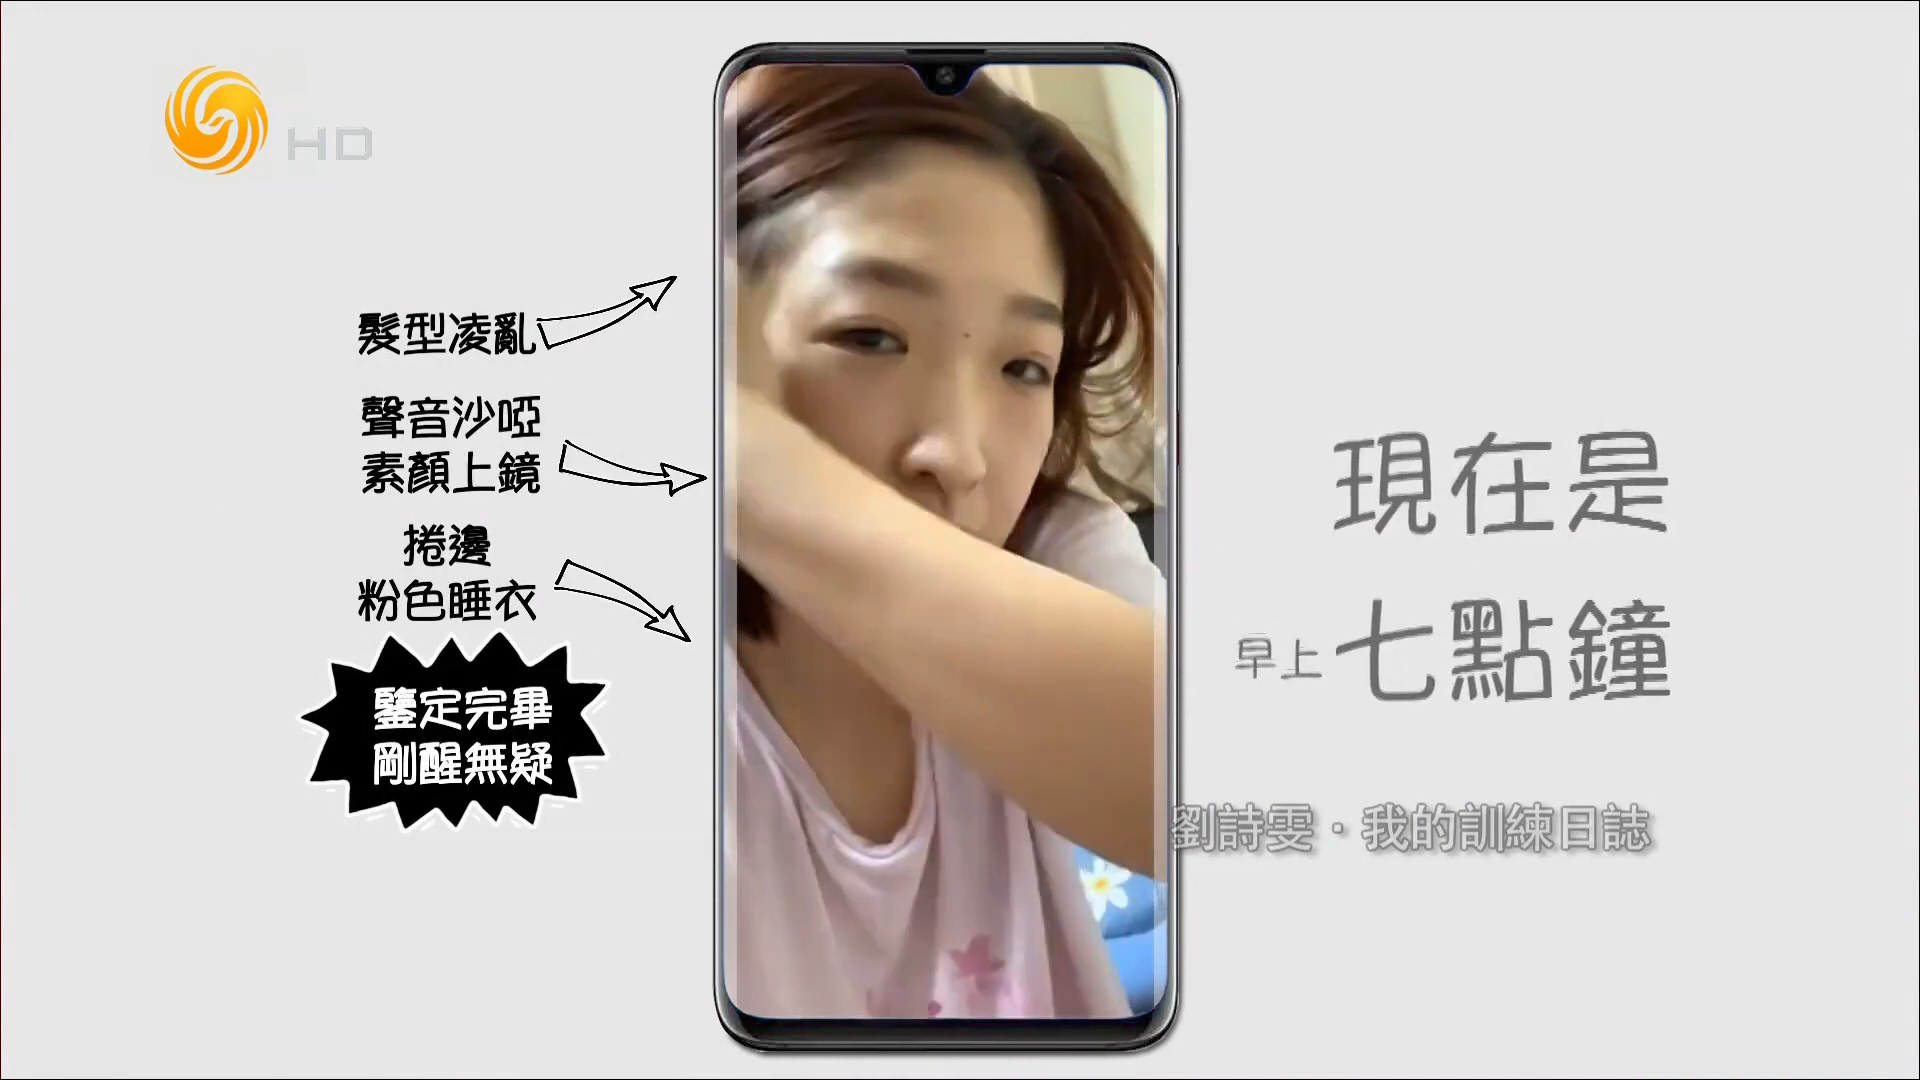 HD
髮型凌亂
聲音沙啞
素顏上鏡
捲邊
粉色睡衣
鑒定完畢
剛醒無疑
現在是
早上七點鐘
劉詩雯·我的訓練日誌